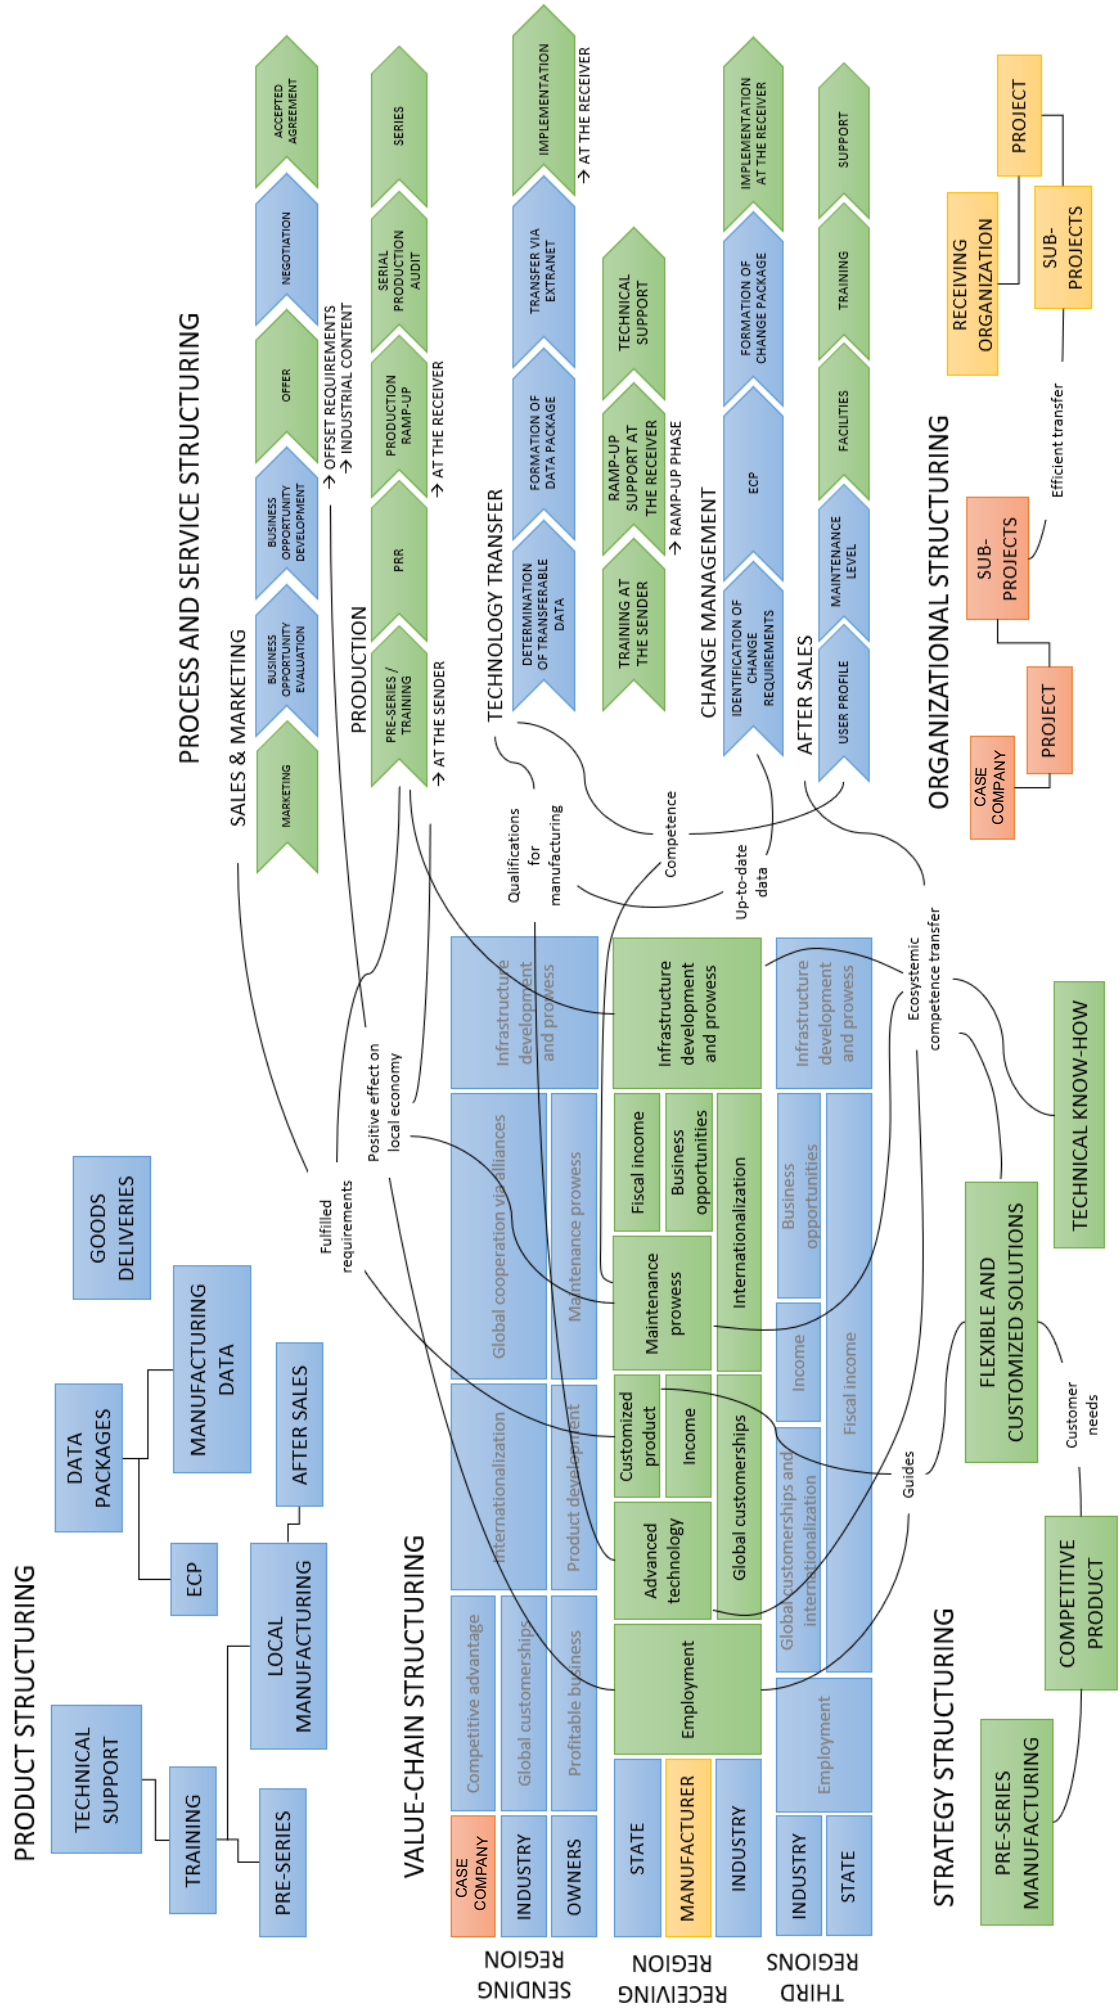 PRODUCT STRUCTURING
TECHNICAL
SUPPORT
TRAINING
PRE-SERIES
LOCAL
MANUFACTURING
AFTER SALES
DATA
PACKAGES
ECP
MANUFACTURING
DATA
GOODS
DELIVERIES
PROCESS AND SERVICE STRUCTURING
SALES & MARKETING
MARKETING
BUSINESS
OPPORTUNITY
EVALUATION
BUSINESS
OPPORTUNITY
DEVELOPMENT
OFFER
NEGOTIATION
ACCEPTED
AGREEMENT
→ OFFSET REQUIREMENTS
→ INDUSTRIAL CONTENT
PRODUCTION
PRE-SERIES /
TRAINING
PRR
PRODUCTION
RAMP-UP
SERIAL
PRODUCTION
AUDIT
SERIES
→ AT THE SENDER
→ AT THE RECEIVER
TECHNOLOGY TRANSFER
DETERMINATION
OF TRANSFERABLE
DATA
FORMATION OF
DATA PACKAGE
TRANSFER VIA
EXTRANET
IMPLEMENTATION
→ AT THE RECEIVER
TRAINING AT
THE SENDER
RAMP-UP
SUPPORT AT
THE RECEIVER
TECHNICAL
SUPPORT
→ RAMP-UP PHASE
CHANGE MANAGEMENT
IDENTIFICATION OF
CHANGE
REQUIREMENTS
ECP
FORMATION OF
CHANGE PACKAGE
IMPLEMENTATION
AT THE RECEIVER
AFTER SALES
USER PROFILE
MAINTENANCE
LEVEL
FACILITIES
TRAINING
SUPPORT
Fulfilled
requirements
Positive effect on
local economy
Qualifications
for
manufacturing
Competence
Up-to-date
data
Ecosystemic
competence transfer
Guides
Customer
needs
Efficient transfer
VALUE-CHAIN STRUCTURING
SENDING
REGION
CASE
COMPANY
INDUSTRY
OWNERS
Competitive advantage
Global customerships
Profitable business
Internationalization
Product development
Global cooperation via alliances
Maintenance prowess
Infrastructure
development
and prowess
RECEIVING
REGION
STATE
MANUFACTURER
INDUSTRY
Employment
Advanced
technology
Customized
product
Income
Global customerships
Maintenance
prowess
Fiscal income
Business
opportunities
Internationalization
Infrastructure
development
and prowess
THIRD
REGIONS
INDUSTRY
STATE
Employment
Global customerships and
internationalization
Income
Business
opportunities
Fiscal income
Infrastructure
development
and prowess
STRATEGY STRUCTURING
PRE-SERIES
MANUFACTURING
COMPETITIVE
PRODUCT
FLEXIBLE AND
CUSTOMIZED SOLUTIONS
TECHNICAL KNOW-HOW
ORGANIZATIONAL STRUCTURING
CASE
COMPANY
PROJECT
SUB-
PROJECTS
RECEIVING
ORGANIZATION
SUB-
PROJECTS
PROJECT